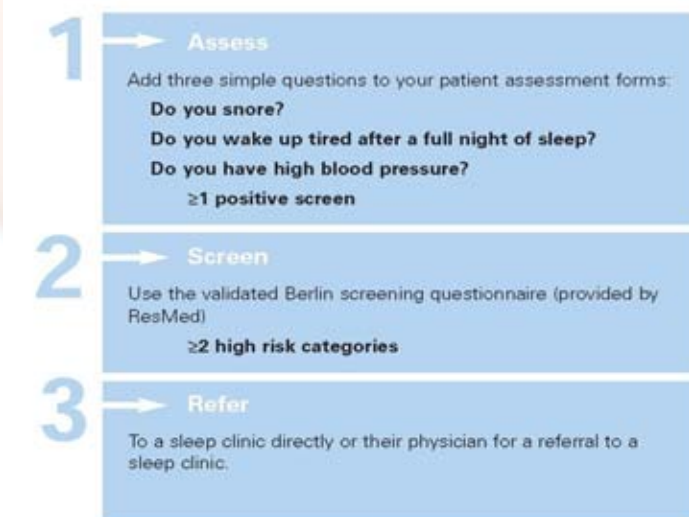 1
Assess
Add three simple questions to your patient assessment forms:
Do you snore?
Do you wake up tired after a full night of sleep?
Do you have high blood pressure?
≥1 positive screen
2
Screen
Use the validated Berlin screening questionnaire (provided by
ResMed)
≥2 high risk categories
3
Refer
To a sleep clinic directly or their physician for a referral to a
sleep clinic.